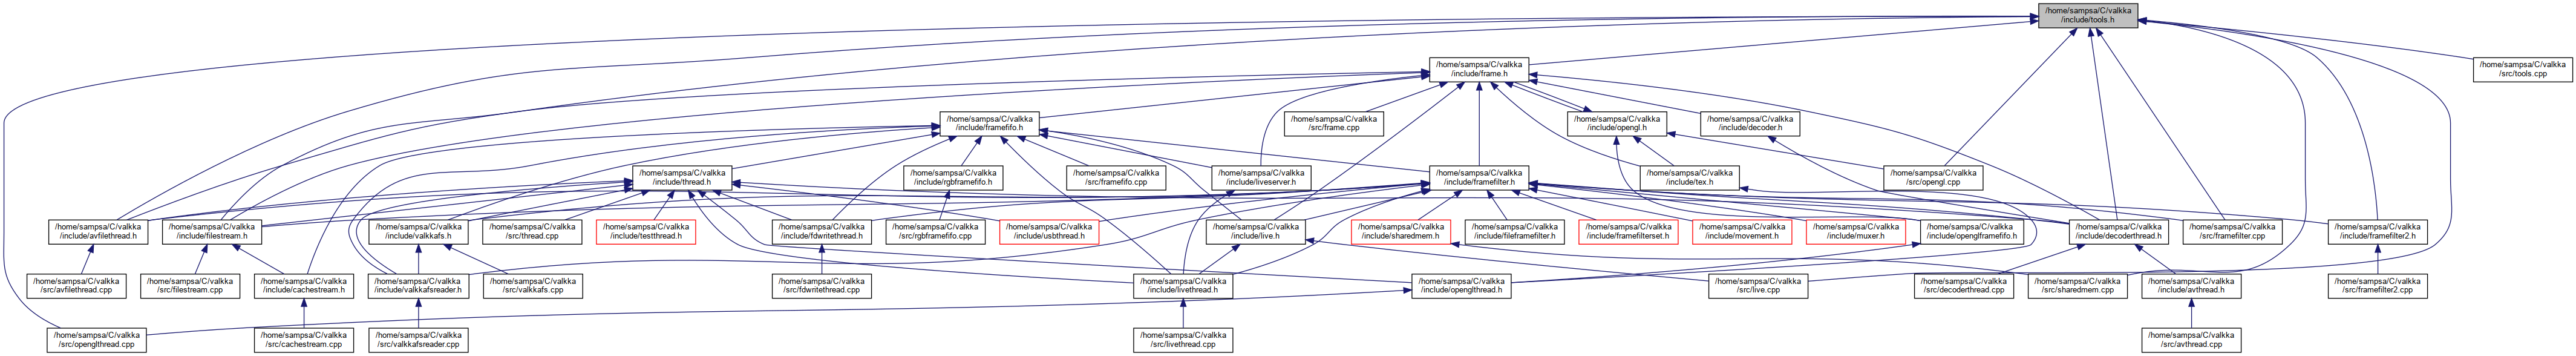 /home/sampsa/C/valkka
/include/tools.h
/home/sampsa/C/valkka
/include/frame.h
/home/sampsa/C/valkka
/src/tools.cpp
/home/sampsa/C/valkka
/include/framefifo.h
/home/sampsa/C/valkka
/src/frame.cpp
/home/sampsa/C/valkka
/include/opengl.h
/home/sampsa/C/valkka
/include/decoder.h
/home/sampsa/C/valkka
/include/thread.h
/home/sampsa/C/valkka
/include/rgbframefifo.h
/home/sampsa/C/valkka
/src/framefifo.cpp
/home/sampsa/C/valkka
/include/liveserver.h
/home/sampsa/C/valkka
/include/framefilter.h
/home/sampsa/C/valkka
/include/tex.h
/home/sampsa/C/valkka
/src/opengl.cpp
/home/sampsa/C/valkka
/include/avfilethread.h
/home/sampsa/C/valkka
/include/filestream.h
/home/sampsa/C/valkka
/include/valkkafs.h
/home/sampsa/C/valkka
/src/thread.cpp
/home/sampsa/C/valkka
/include/testthread.h
/home/sampsa/C/valkka
/include/fdwritethread.h
/home/sampsa/C/valkka
/src/rgbframefifo.cpp
/home/sampsa/C/valkka
/include/usbthread.h
/home/sampsa/C/valkka
/include/live.h
/home/sampsa/C/valkka
/include/sharedmem.h
/home/sampsa/C/valkka
/include/fileframefilter.h
/home/sampsa/C/valkka
/include/framefilterset.h
/home/sampsa/C/valkka
/include/movement.h
/home/sampsa/C/valkka
/include/muxer.h
/home/sampsa/C/valkka
/include/openglframefifo.h
/home/sampsa/C/valkka
/include/decoderthread.h
/home/sampsa/C/valkka
/src/framefilter.cpp
/home/sampsa/C/valkka
/include/framefilter2.h
/home/sampsa/C/valkka
/src/avfilethread.cpp
/home/sampsa/C/valkka
/src/filestream.cpp
/home/sampsa/C/valkka
/include/cachestream.h
/home/sampsa/C/valkka
/include/valkkafsreader.h
/home/sampsa/C/valkka
/src/valkkafs.cpp
/home/sampsa/C/valkka
/src/fdwritethread.cpp
/home/sampsa/C/valkka
/include/livethread.h
/home/sampsa/C/valkka
/include/openglthread.h
/home/sampsa/C/valkka
/src/live.cpp
/home/sampsa/C/valkka
/src/decoderthread.cpp
/home/sampsa/C/valkka
/src/sharedmem.cpp
/home/sampsa/C/valkka
/include/avthread.h
/home/sampsa/C/valkka
/src/framefilter2.cpp
/home/sampsa/C/valkka
/src/openglthread.cpp
/home/sampsa/C/valkka
/src/cachestream.cpp
/home/sampsa/C/valkka
/src/valkkafsreader.cpp
/home/sampsa/C/valkka
/src/livethread.cpp
/home/sampsa/C/valkka
/src/avthread.cpp